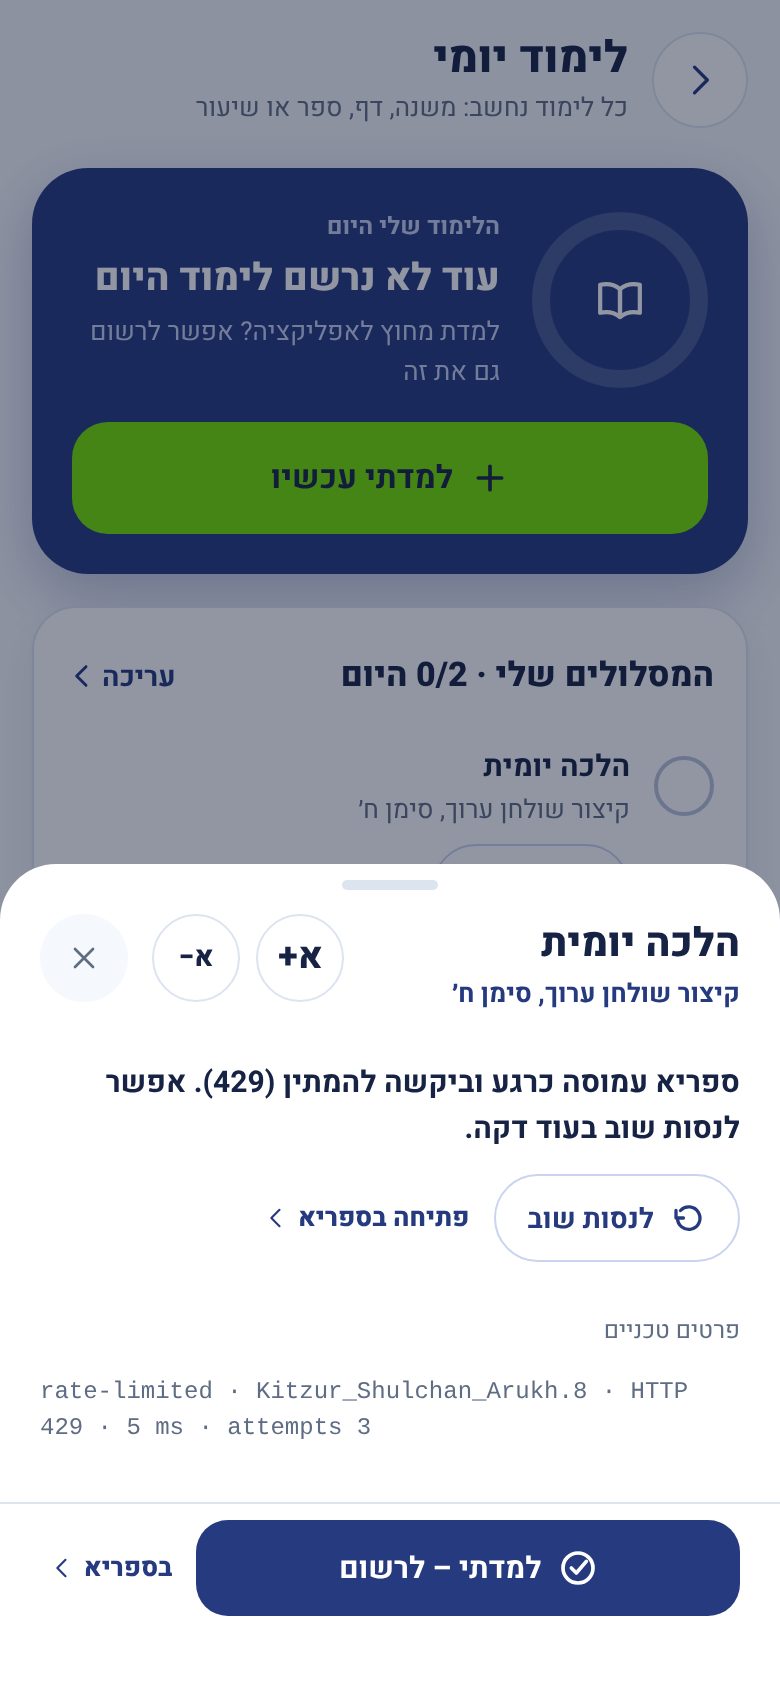 לימוד יומי
כל לימוד נחשב: משנה, דף, ספר או שיעור
הלימוד שלי היום
עוד לא נרשם לימוד היום
למדת מחוץ לאפליקציה? אפשר לרשום
גם את זה
למדתי עכשיו
המסלולים שלי · 0/2 היום
עריכה
הלכה יומית
קיצור שולחן ערוך, סימן ח׳
הלכה יומית
א+
א−
קיצור שולחן ערוך, סימן ח׳
ספריא עמוסה כרגע וביקשה להמתין (429). אפשר
לנסות שוב בעוד דקה.
לנסות שוב
פתיחה בספריא
פרטים טכניים
rate-limited · Kitzur_Shulchan_Arukh.8 · HTTP
429 · 5 ms · attempts 3
למדתי – לרשום
בספריא